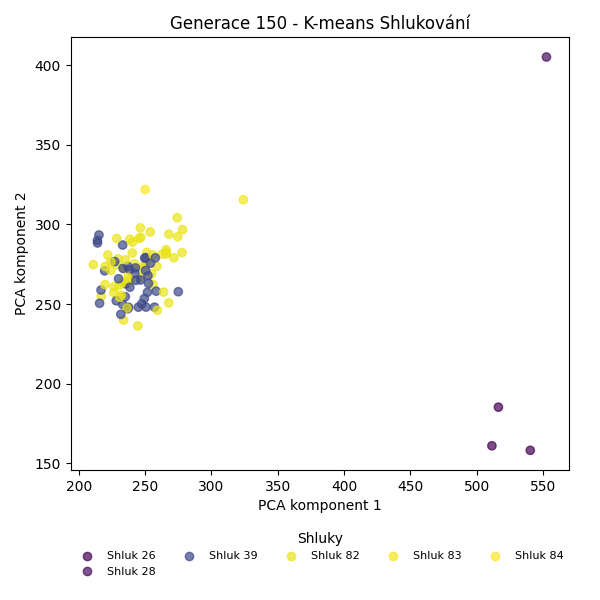 Generace 150 - K-means Shlukování
400
350
300
250
200
150
PCA komponent 2
200 250 300 350 400 450 500 550
PCA komponent 1
Shluky
Shluk 26 Shluk 39 Shluk 82 Shluk 83 Shluk 84
Shluk 28